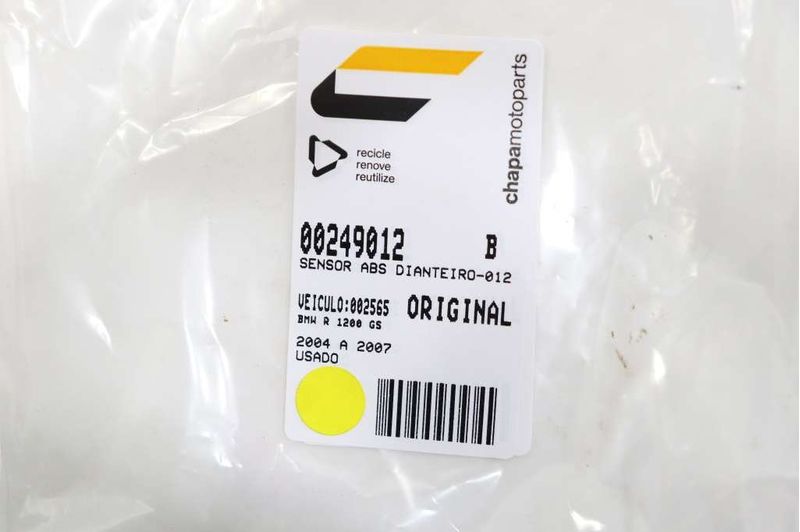 chapamotoparts
recicle
renove
reutilize
00249012 B
SENSOR ABS DIANTEIRO-012
VEICULO:002565 ORIGINAL
BMW R 1200 GS
2004 A 2007
USADO